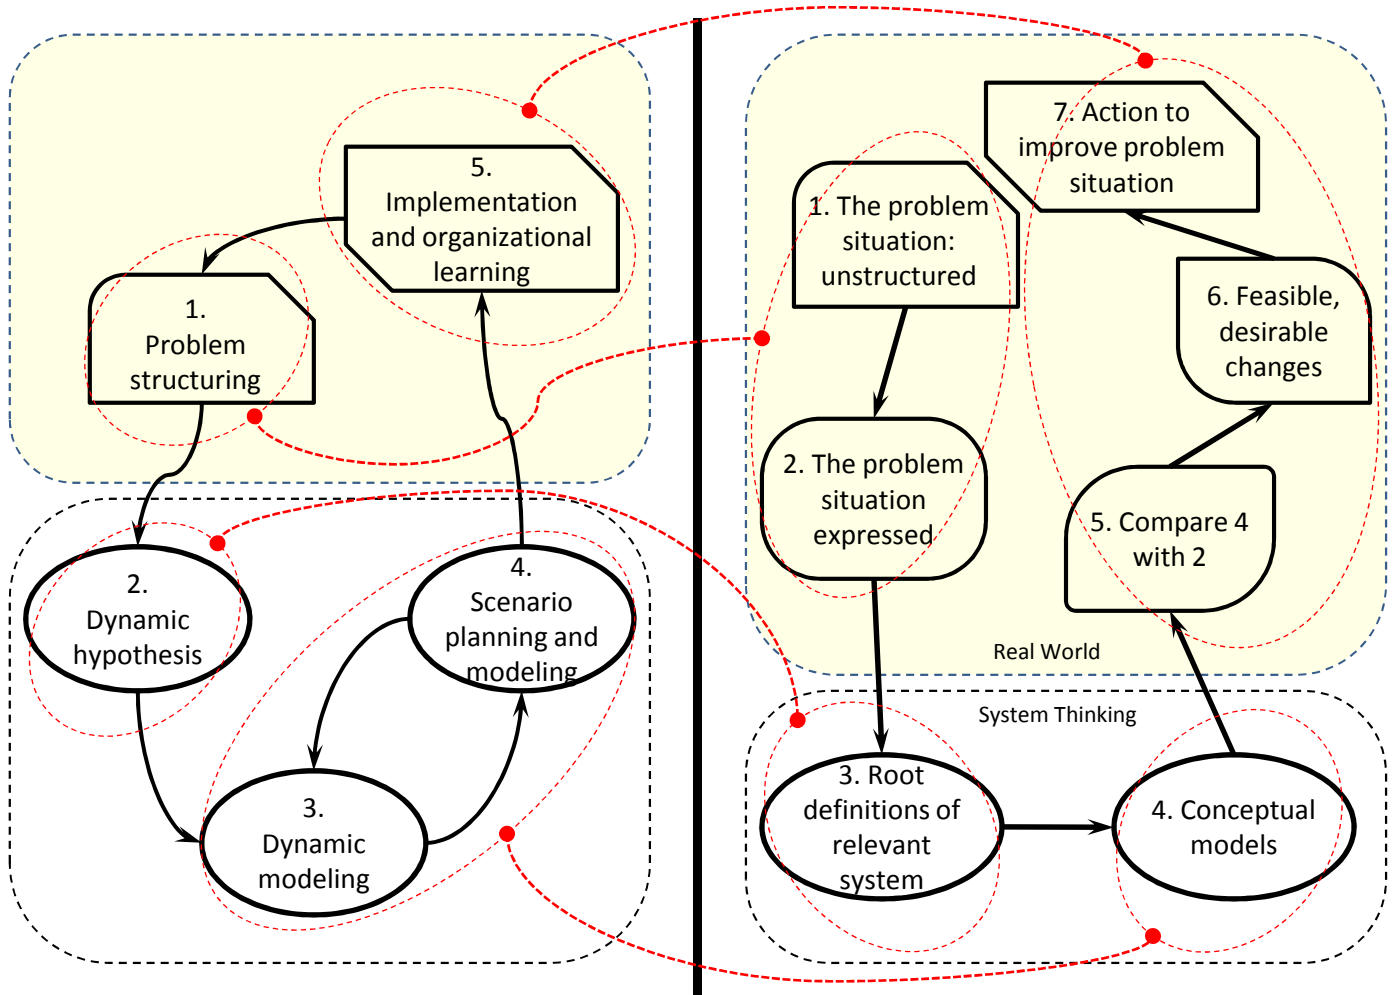 5.
Implementation
and organizational
learning
1.
Problem
structuring
2.
Dynamic
hypothesis
4.
Scenario
planning and
modeling
3.
Dynamic
modeling
7. Action to
improve problem
situation
1. The problem
situation:
unstructured
6. Feasible,
desirable
changes
2. The problem
situation
expressed
5. Compare 4
with 2
Real World
System Thinking
3. Root
definitions of
relevant
system
4. Conceptual
models